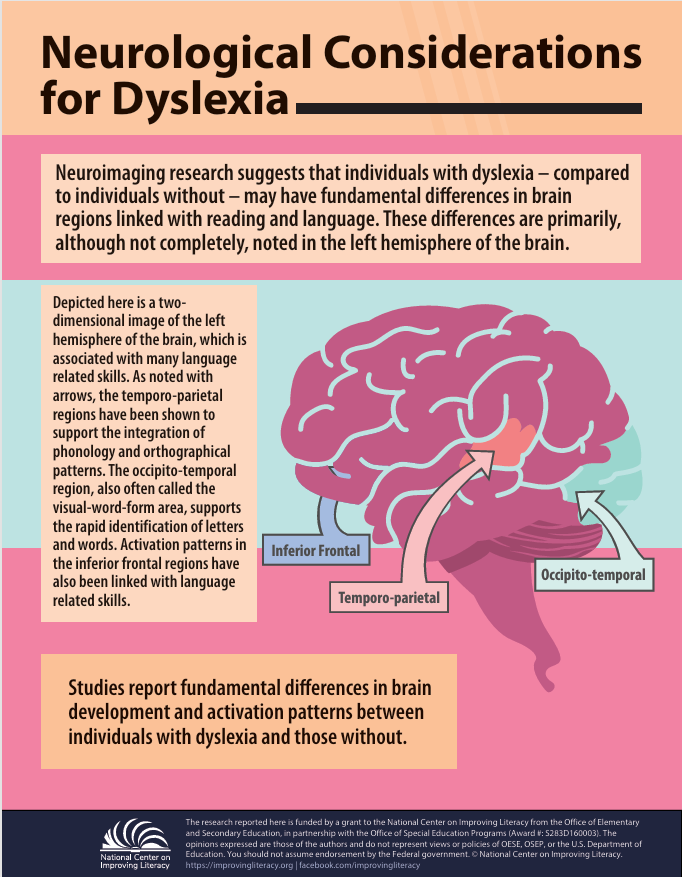 Neurological Considerations
for Dyslexia
Neuroimaging research suggests that individuals with dyslexia – compared
to individuals without – may have fundamental differences in brain
regions linked with reading and language. These differences are primarily,
although not completely, noted in the left hemisphere of the brain.
Depicted here is a two-
dimensional image of the left
hemisphere of the brain, which is
associated with many language
related skills. As noted with
arrows, the temporo-parietal
regions have been shown to
support the integration of
phonology and orthographical
patterns. The occipito-temporal
region, also often called the
visual-word-form area, supports
the rapid identification of letters
and words. Activation patterns in
the inferior frontal regions have
also been linked with language
related skills.
Inferior Frontal
Temporo-parietal
Occipito-temporal
Studies report fundamental differences in brain
development and activation patterns between
individuals with dyslexia and those without.
National Center on
Improving Literacy
The research reported here is funded by a grant to the National Center on Improving Literacy from the Office of Elementary
and Secondary Education, in partnership with the Office of Special Education Programs (Award #: S283D160003). The
opinions expressed are those of the authors and do not represent views or policies of OESE, OSEP, or the U.S. Department of
Education. You should not assume endorsement by the Federal government. © National Center on Improving Literacy.
https://improvingliteracy.org | facebook.com/improvingliteracy